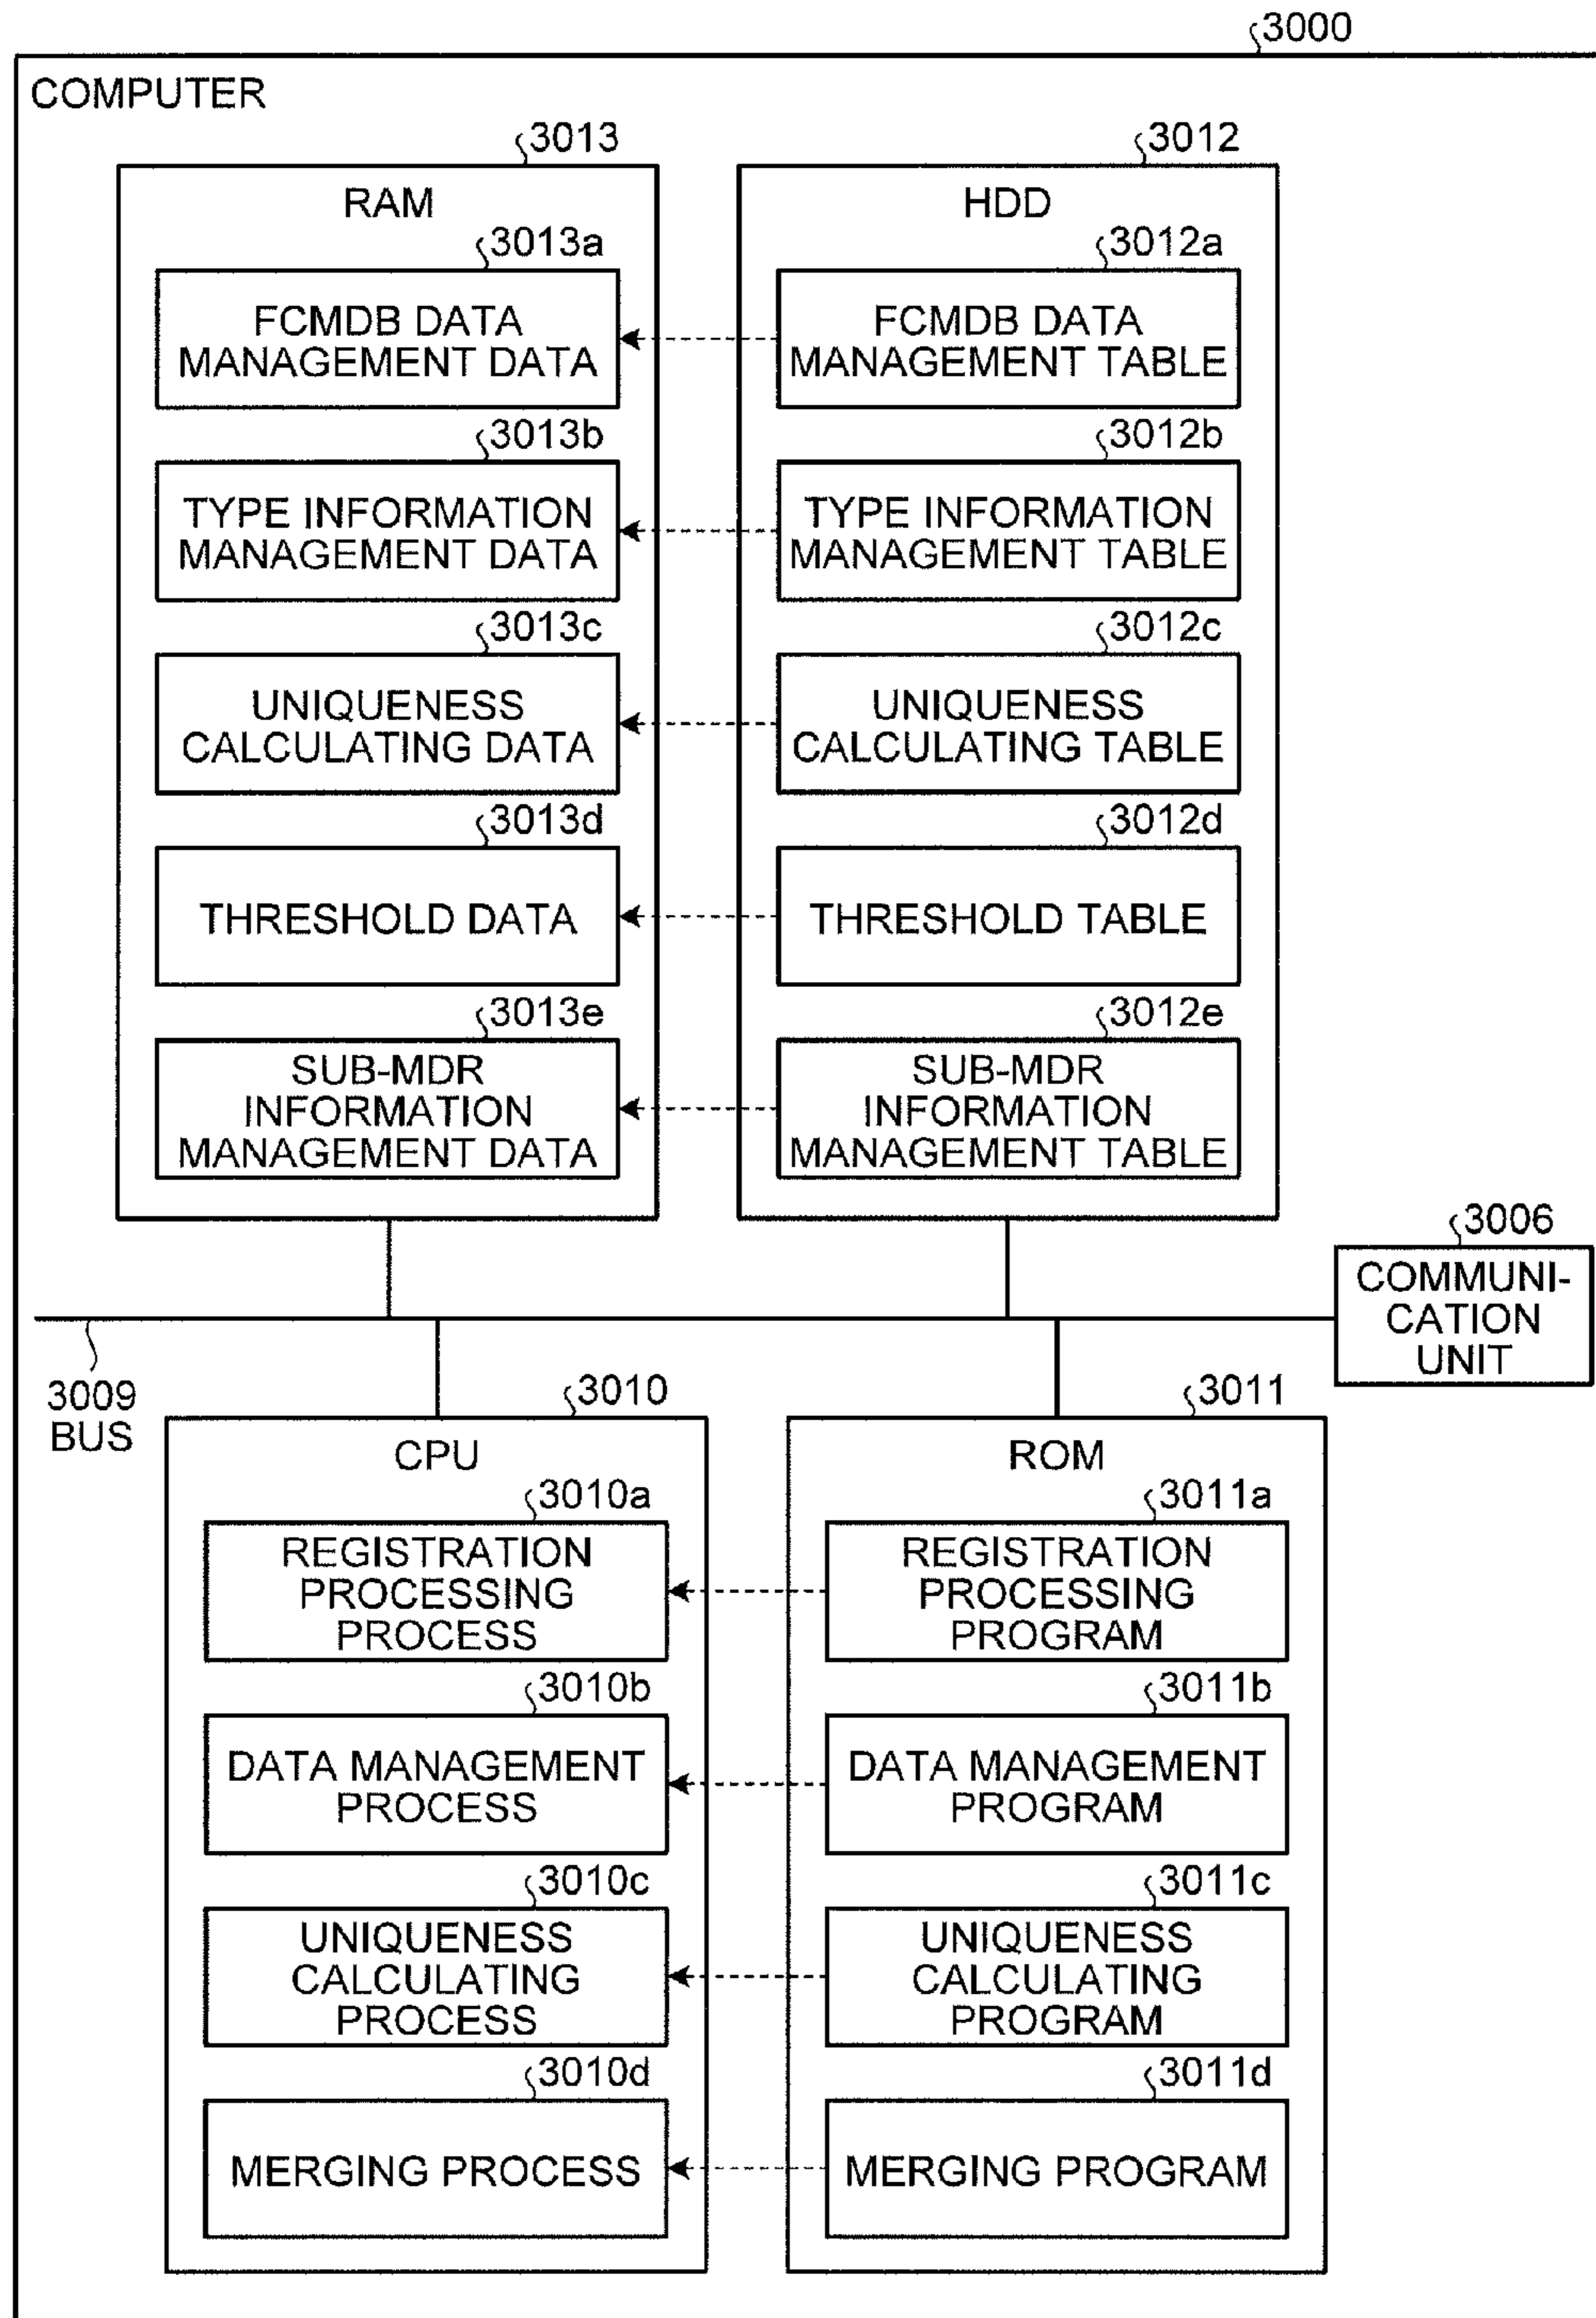 3000
COMPUTER
3013
RAM
3013a
FCMDB DATA
MANAGEMENT DATA
3013b
TYPE INFORMATION
MANAGEMENT DATA
3013c
UNIQUENESS
CALCULATING DATA
3013d
THRESHOLD DATA
3013e
SUB-MDR
INFORMATION
MANAGEMENT DATA
3012
HDD
3012a
FCMDB DATA
MANAGEMENT TABLE
3012b
TYPE INFORMATION
MANAGEMENT TABLE
3012c
UNIQUENESS
CALCULATING TABLE
3012d
THRESHOLD TABLE
3012e
SUB-MDR
INFORMATION
MANAGEMENT TABLE
3006
COMMUNI-
CATION
UNIT
3009
BUS
3010
CPU
3010a
REGISTRATION
PROCESSING
PROCESS
3010b
DATA MANAGEMENT
PROCESS
3010c
UNIQUENESS
CALCULATING
PROCESS
3010d
MERGING PROCESS
3011
ROM
3011a
REGISTRATION
PROCESSING
PROGRAM
3011b
DATA MANAGEMENT
PROGRAM
3011c
UNIQUENESS
CALCULATING
PROGRAM
3011d
MERGING PROGRAM